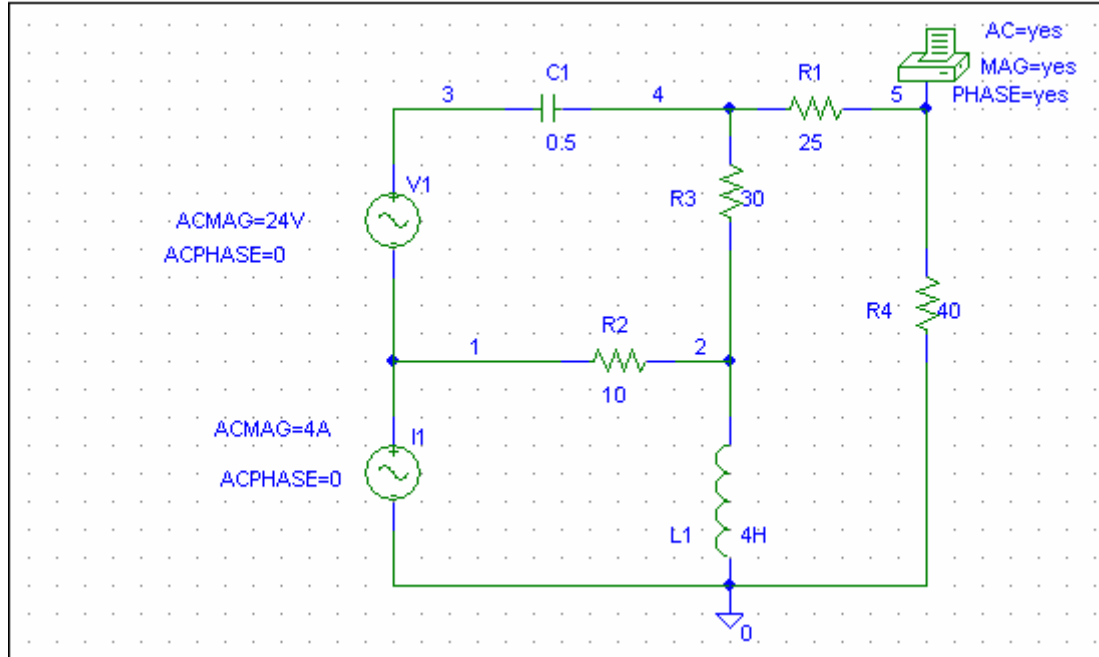 AC=yes
MAG=yes
PHASE=yes
3
C1
4
R1
5
0.5
25
V1
R3
30
ACMAG=24V
ACPHASE=0
R4
40
R2
1
2
10
ACMAG=4A
I1
ACPHASE=0
L1
4H
0